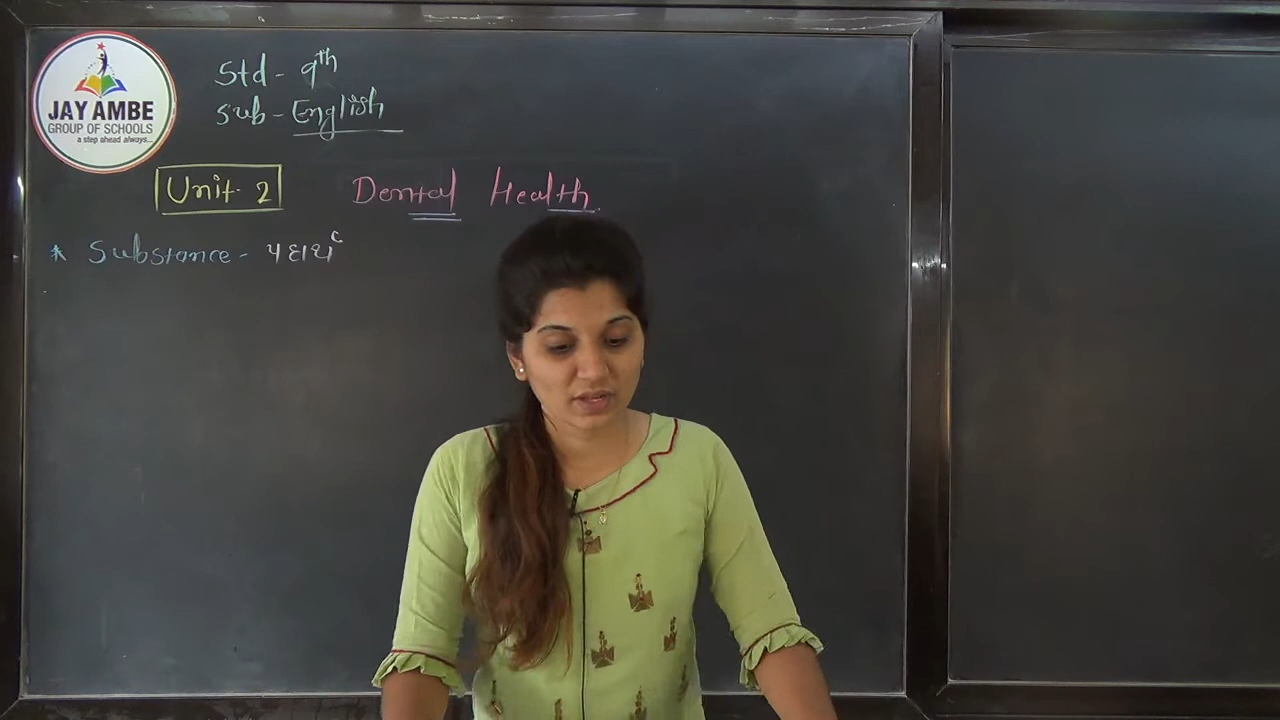 JAY AMBE
GROUP OF SCHOOLS
a step ahead always...
Std - 9th
Sub - English
Unit - 2 Dental Health
* Substance - પદાર્થ